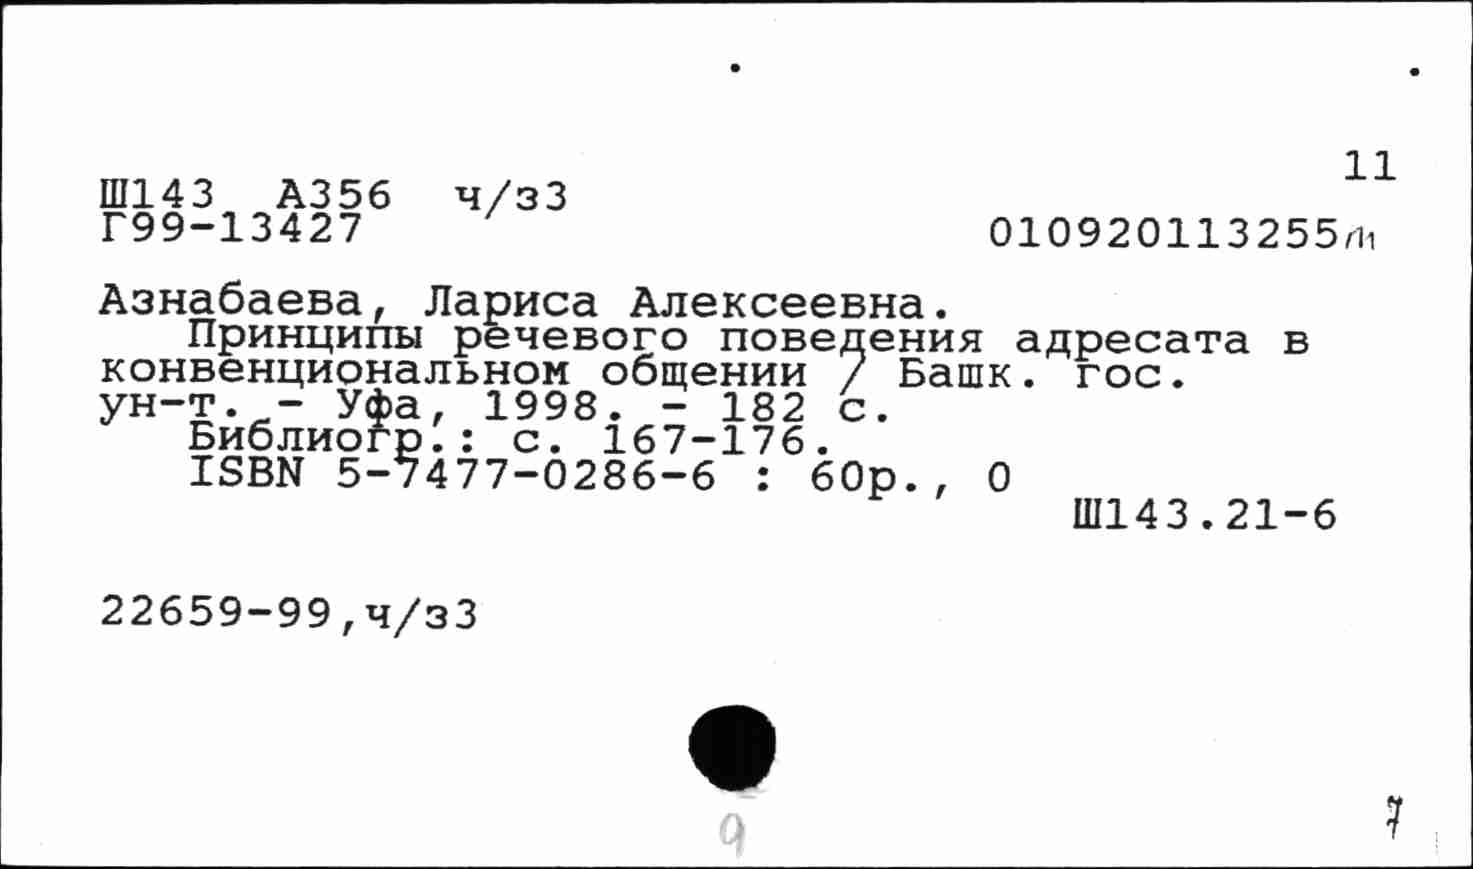 11
Ш143 А356 ч/з3
Г99-13427 010920113255
Азнабаева, Лариса Алексеевна.
Принципы речевого поведения адресата в
конвенциональном общении / Башк. гос.
ун-т. - Уфа, 1998. - 182 с.
Библиогр.: с. 167-176.
ISBN 5-7477-0286-6 : 60р., 0
Ш143.21-6
22659-99,ч/з3
9
7